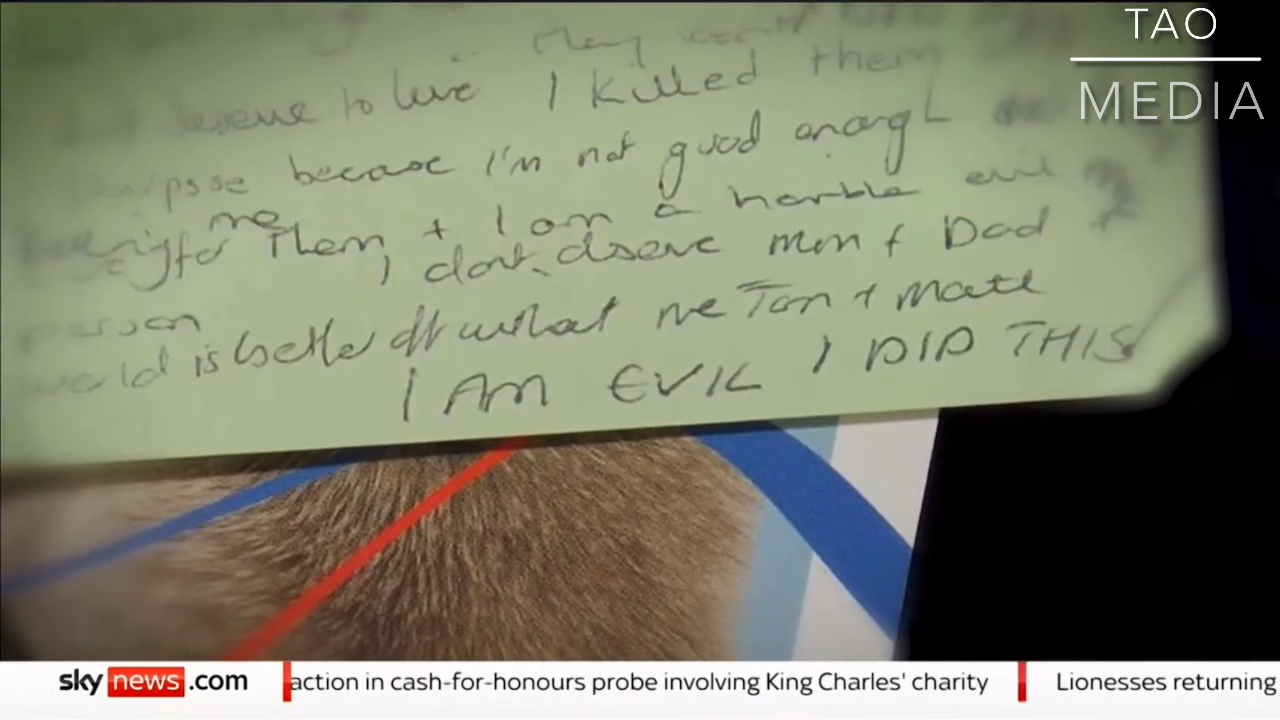 TAO
MEDIA
They
to live I killed them
because I'm not good enough
me
for them + I am a horrible evil
person I don't deserve mum + Dad
world is better off what me Tom + Matt
I AM EVIL I DID THIS
sky news.com action in cash-for-honours probe involving King Charles' charity Lionesses returning